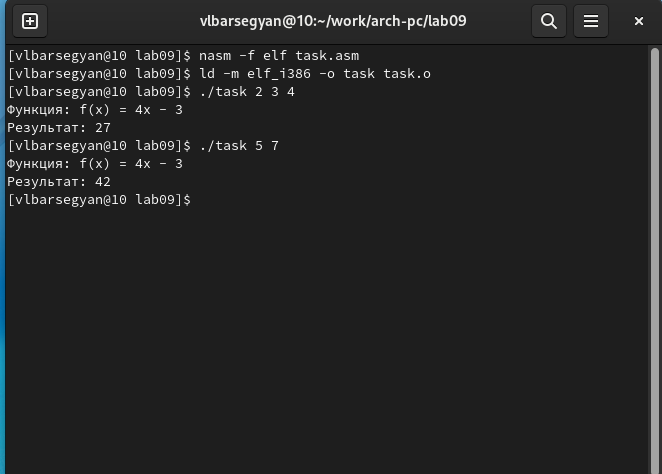 vlbarsegyan@10:~/work/arch-pc/lab09
[vlbarsegyan@10 lab09]$ nasm -f elf task.asm
[vlbarsegyan@10 lab09]$ ld -m elf_i386 -o task task.o
[vlbarsegyan@10 lab09]$ ./task 2 3 4
Функция: f(x) = 4x - 3
Результат: 27
[vlbarsegyan@10 lab09]$ ./task 5 7
Функция: f(x) = 4x - 3
Результат: 42
[vlbarsegyan@10 lab09]$